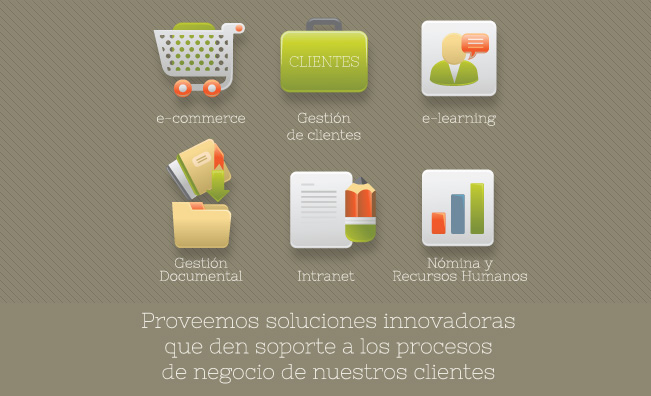 CLIENTES
e-commerce
Gestión
de clientes
e-learning
Gestión
Documental
Intranet
Nómina y
Recursos Humanos
Proveemos soluciones innovadoras
que den soporte a los procesos
de negocio de nuestros clientes